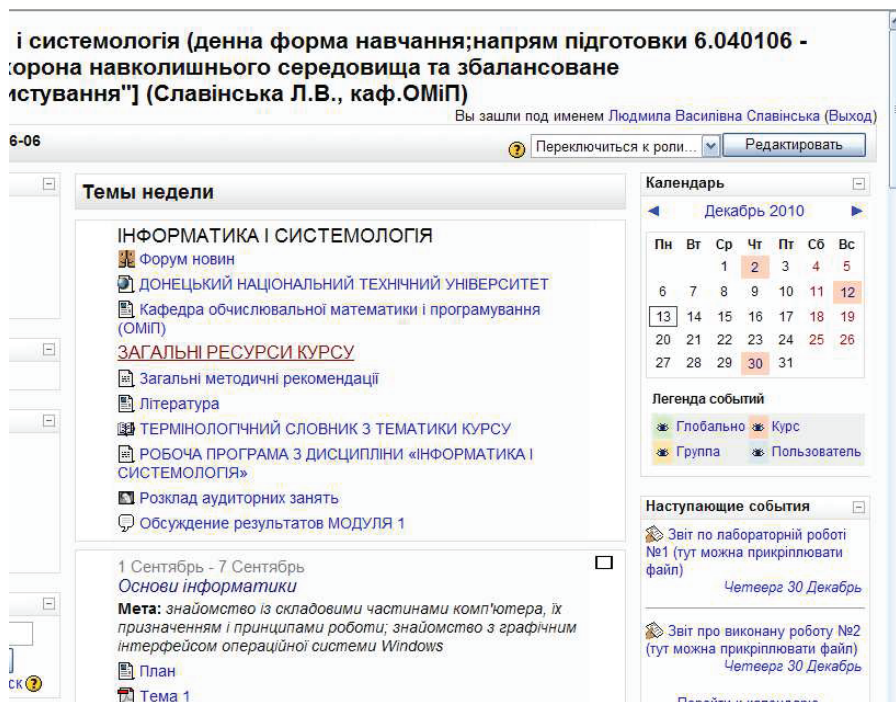 і системологія (денна форма навчання;напрям підготовки 6.040106 -
хорона навколишнього середовища та збалансоване
истування"] (Славінська Л.В., каф.ОМіП)
Вы зашли под именем Людмила Василівна Славінська (Выход)
6-06
Переключиться к роли...
Редактировать
Темы недели
ІНФОРМАТИКА І СИСТЕМОЛОГІЯ
Форум новин
ДОНЕЦЬКИЙ НАЦІОНАЛЬНИЙ ТЕХНІЧНИЙ УНІВЕРСИТЕТ
Кафедра обчислювальної математики і програмування
(ОМіП)
ЗАГАЛЬНІ РЕСУРСИ КУРСУ
Загальні методичні рекомендації
Література
ТЕРМІНОЛОГІЧНИЙ СЛОВНИК З ТЕМАТИКИ КУРСУ
РОБОЧА ПРОГРАМА З ДИСЦИПЛІНИ «ІНФОРМАТИКА І
СИСТЕМОЛОГІЯ»
Розклад аудиторних занять
Обсуждение результатов МОДУЛЯ 1
1 Сентябрь - 7 Сентябрь
Основи інформатики
Мета: знайомство із складовими частинами комп'ютера, їх
призначенням і принципами роботи; знайомство з графічним
інтерфейсом операційної системи Windows
План
Тема 1
ск
Календарь
Декабрь 2010
Пн Вт Ср Чт Пт Сб Вс
1 2 3 4 5
6 7 8 9 10 11 12
13 14 15 16 17 18 19
20 21 22 23 24 25 26
27 28 29 30 31
Легенда событий
Глобально Курс
Группа Пользователь
Наступающие события
Звіт по лабораторній роботі
№1 (тут можна прикріплювати
файл)
Четверг 30 Декабрь
Звіт про виконану роботу №2
(тут можна прикріплювати файл)
Четверг 30 Декабрь
Перейти к календарю